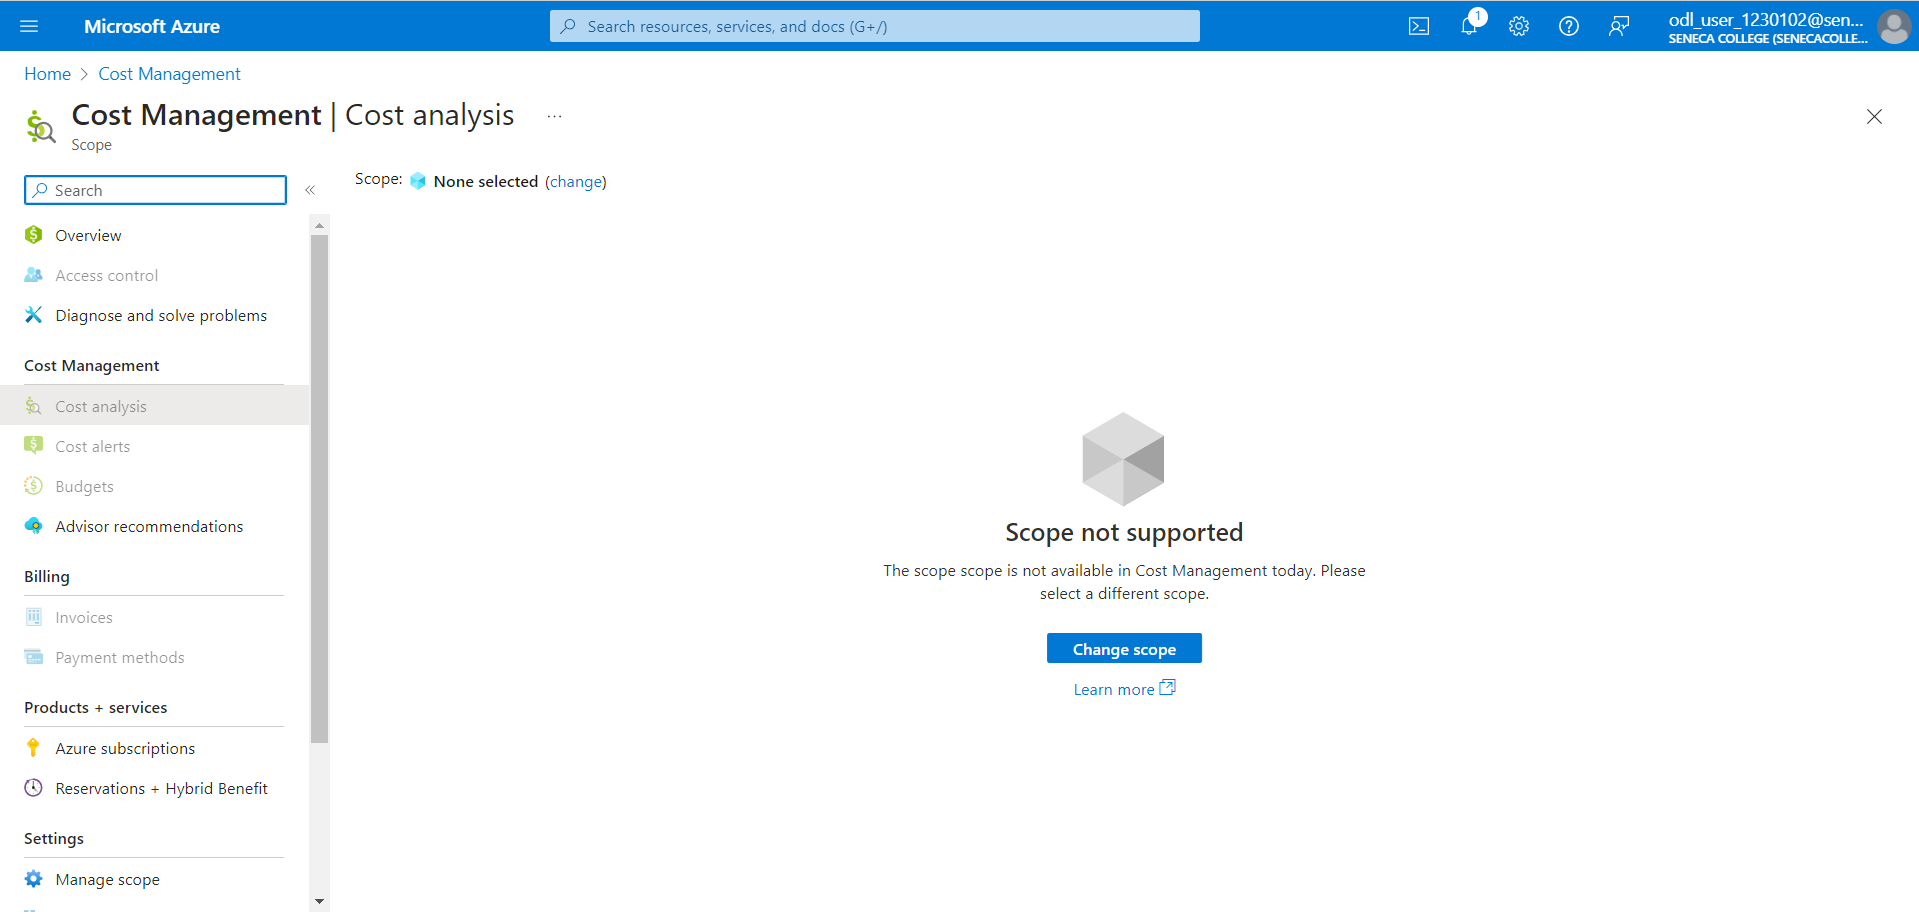 Microsoft Azure
Search resources, services, and docs (G+/)
1
odl_user_1230102@sen...
SENECA COLLEGE (SENECACOLLE...
Home > Cost Management
Cost Management | Cost analysis ...
Scope
Search
«
Scope: None selected (change)
Overview
Access control
Diagnose and solve problems
Cost Management
Cost analysis
Cost alerts
Budgets
Advisor recommendations
Billing
Invoices
Payment methods
Products + services
Azure subscriptions
Reservations + Hybrid Benefit
Settings
Manage scope
Scope not supported
The scope scope is not available in Cost Management today. Please
select a different scope.
Change scope
Learn more